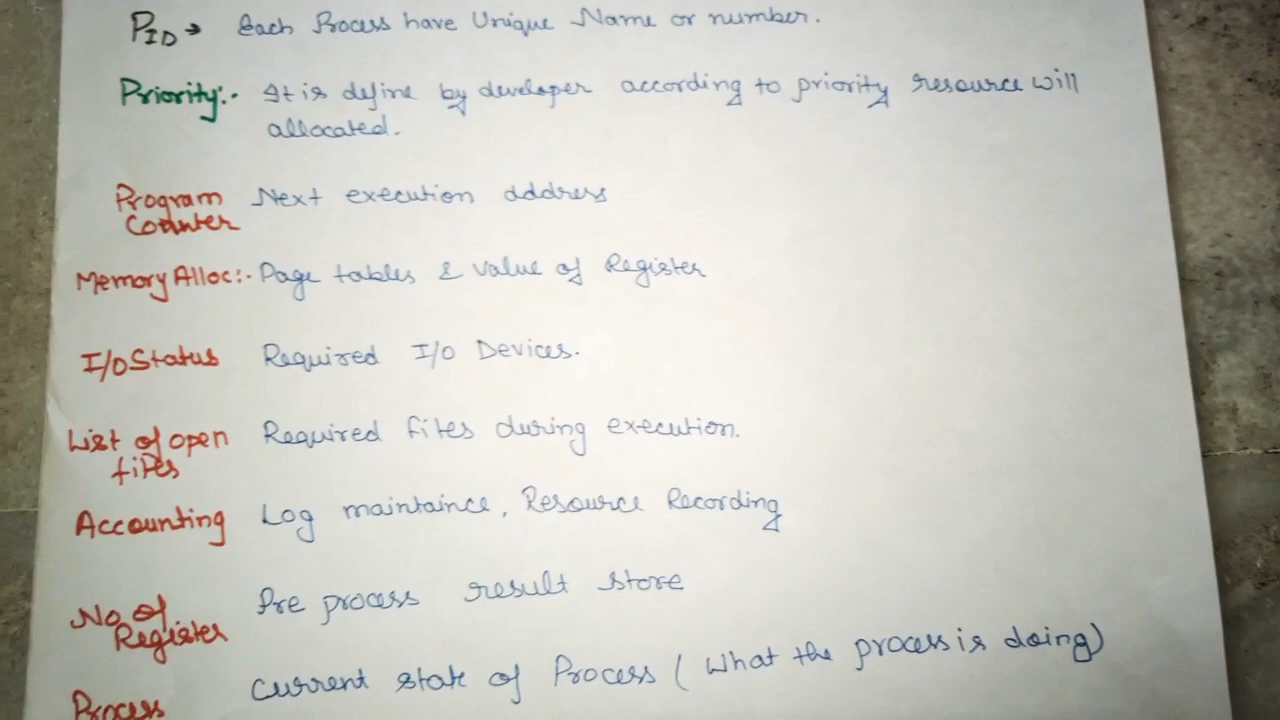 PID → Each Process have Unique Name or number.
Priority:- It is define by developer according to priority resource will
allocated.
Program Next execution address
Counter
Memory Alloc:- Page tables & value of Register
I/O Status Required I/O Devices.
List of open Required files during execution.
files
Accounting Log maintaince, Resource Recording
No of Pre process result store
Register
Process Current state of Process ( What the process is doing)